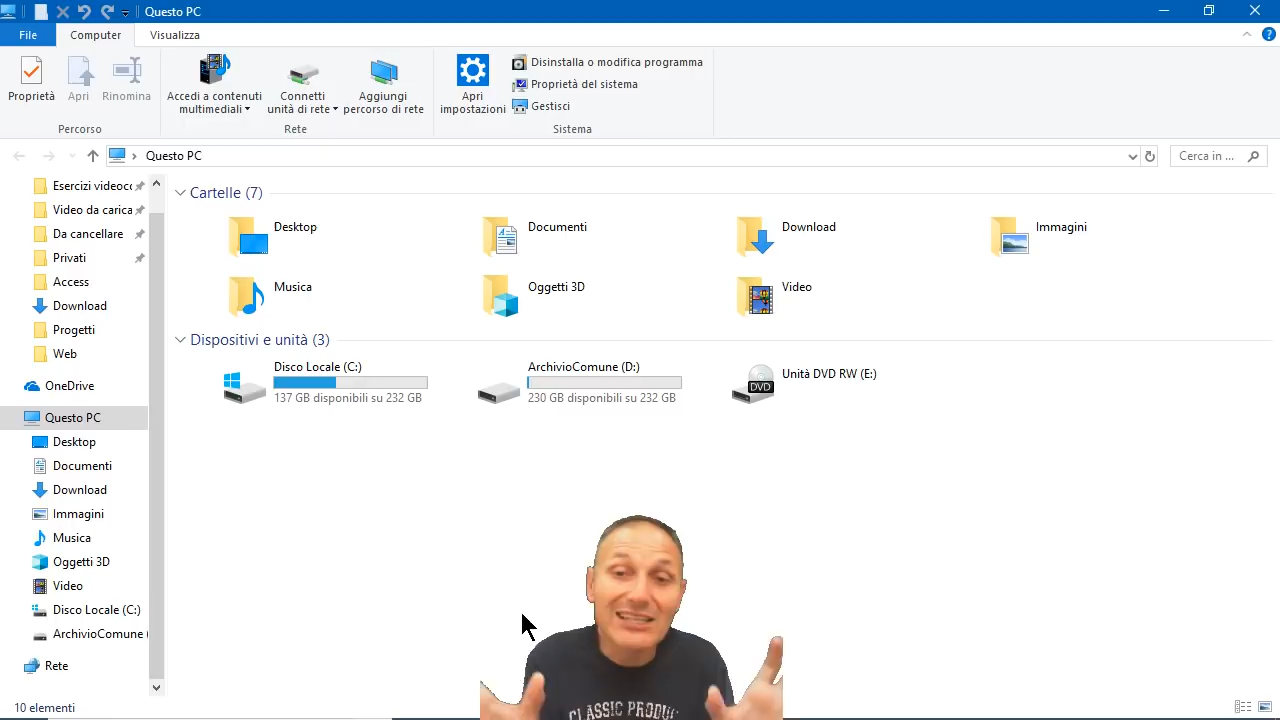 Questo PC
File
Computer
Visualizza
Proprietà
Apri
Rinomina
Percorso
Accedi a contenuti
multimediali
Connetti
unità di rete
Aggiungi
percorso di rete
Rete
Apri
impostazioni
Disinstalla o modifica programma
Proprietà del sistema
Gestisci
Sistema
Questo PC
Cerca in ...
Esercizi videoc
Video da carica
Da cancellare
Privati
Access
Download
Progetti
Web
OneDrive
Questo PC
Desktop
Documenti
Download
Immagini
Musica
Oggetti 3D
Video
Disco Locale (C:)
ArchivioComune (
Rete
Cartelle (7)
Desktop
Documenti
Download
Immagini
Musica
Oggetti 3D
Video
Dispositivi e unità (3)
Disco Locale (C:)
137 GB disponibili su 232 GB
ArchivioComune (D:)
230 GB disponibili su 232 GB
DVD
Unità DVD RW (E:)
CLASSIC PRODU
10 elementi